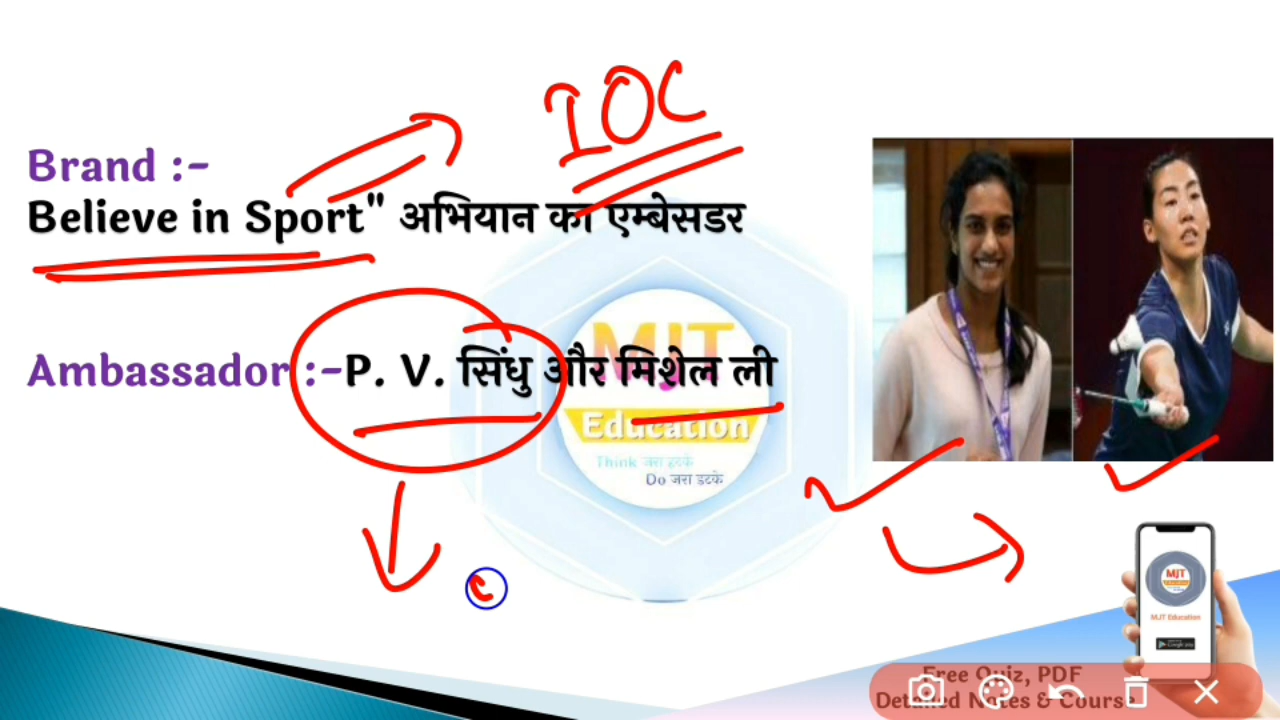 IOC
Brand :-
Believe in Sport" अभियान का एम्बेसडर
Ambassador :-P. V. सिंधु और मिशेल ली
MJT
Education
Think जरा हटके
Do जरा डटके
MJT
MJT Education
Free Quiz, PDF
Detailed Notes & Course